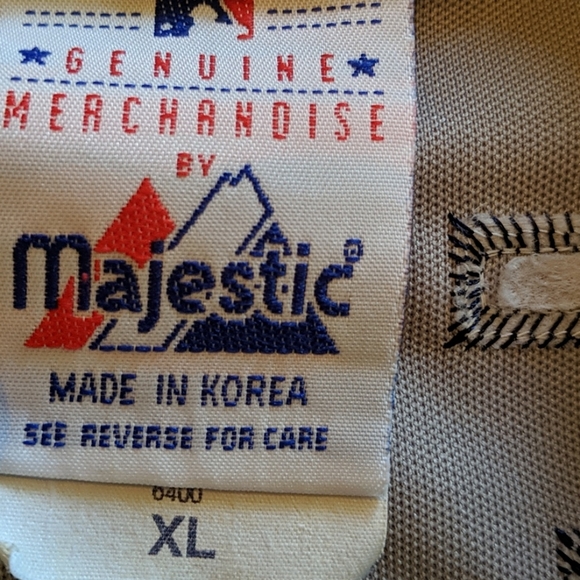 GENUINE
MERCHANDISE
BY
majestic®
MADE IN KOREA
SEE REVERSE FOR CARE
6400
XL